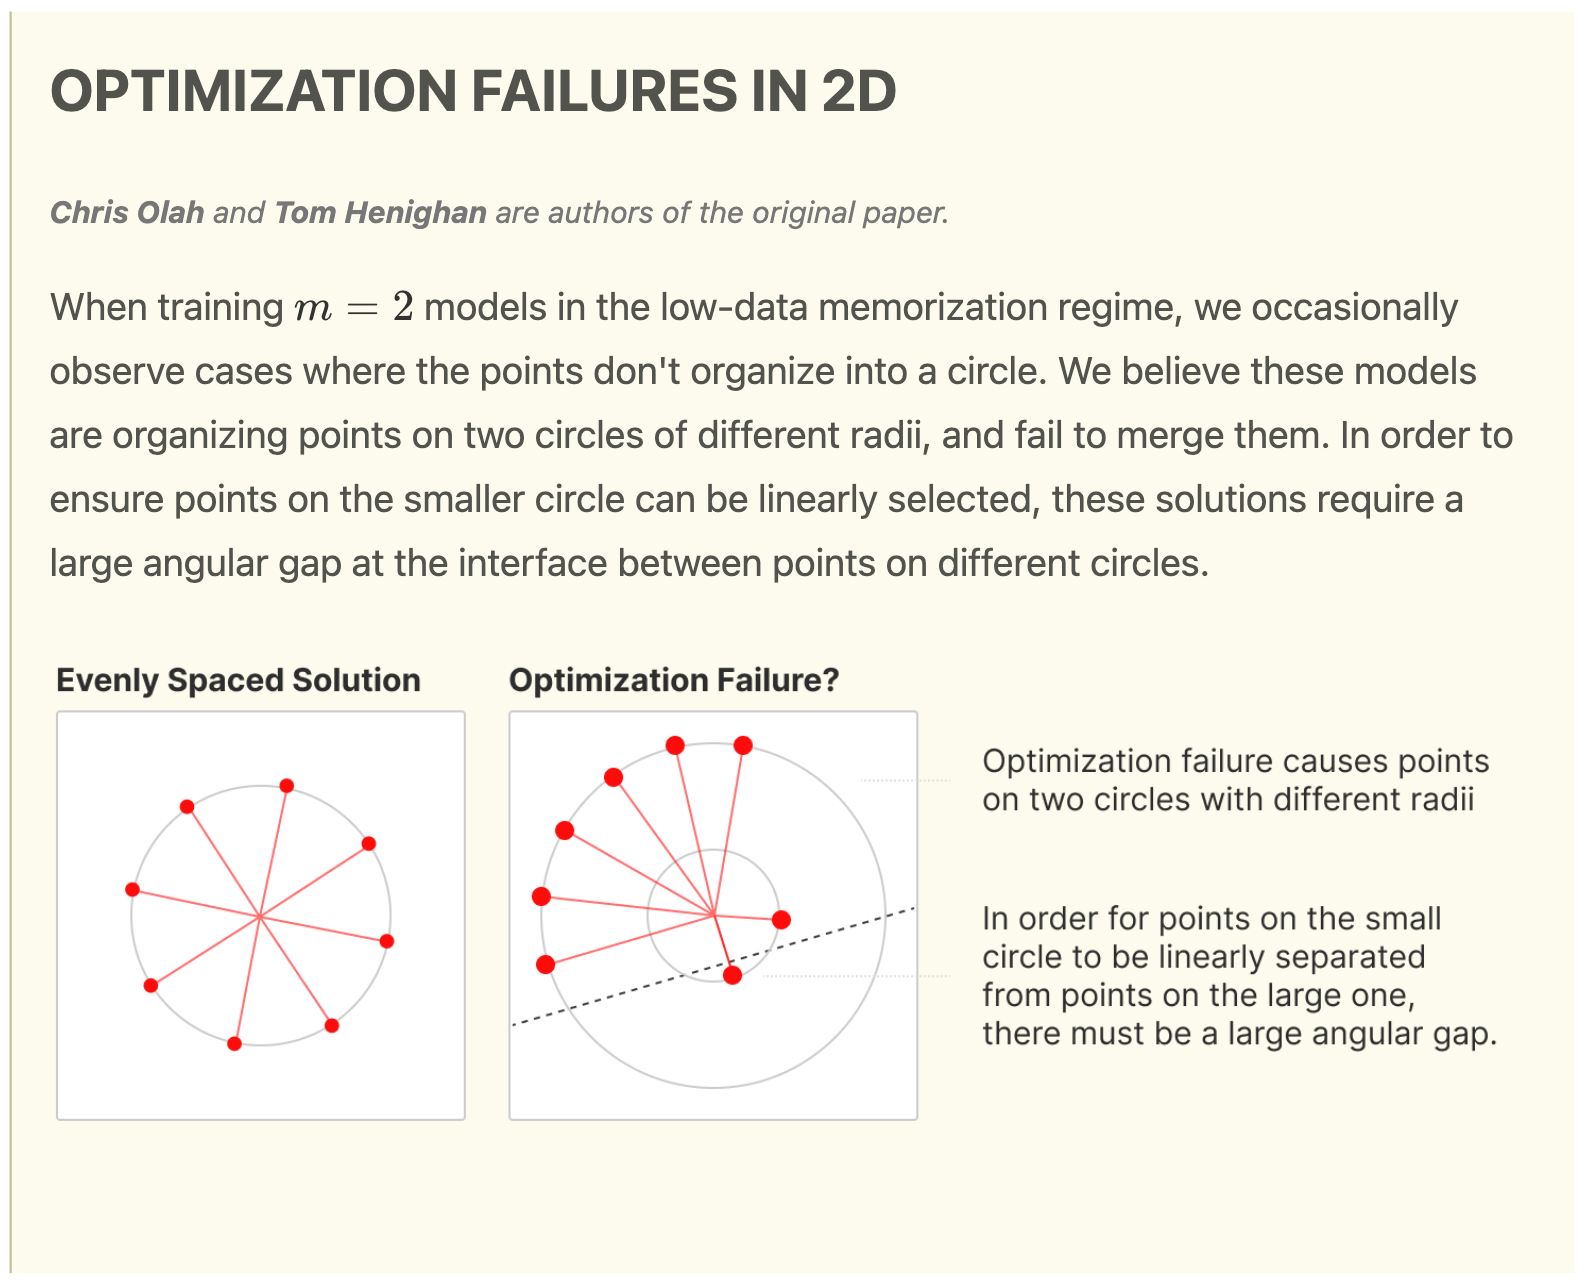 OPTIMIZATION FAILURES IN 2D
Chris Olah and Tom Henighan are authors of the original paper.
When training m = 2 models in the low-data memorization regime, we occasionally
observe cases where the points don't organize into a circle. We believe these models
are organizing points on two circles of different radii, and fail to merge them. In order to
ensure points on the smaller circle can be linearly selected, these solutions require a
large angular gap at the interface between points on different circles.
Evenly Spaced Solution
Optimization Failure?
Optimization failure causes points
on two circles with different radii
In order for points on the small
circle to be linearly separated
from points on the large one,
there must be a large angular gap.